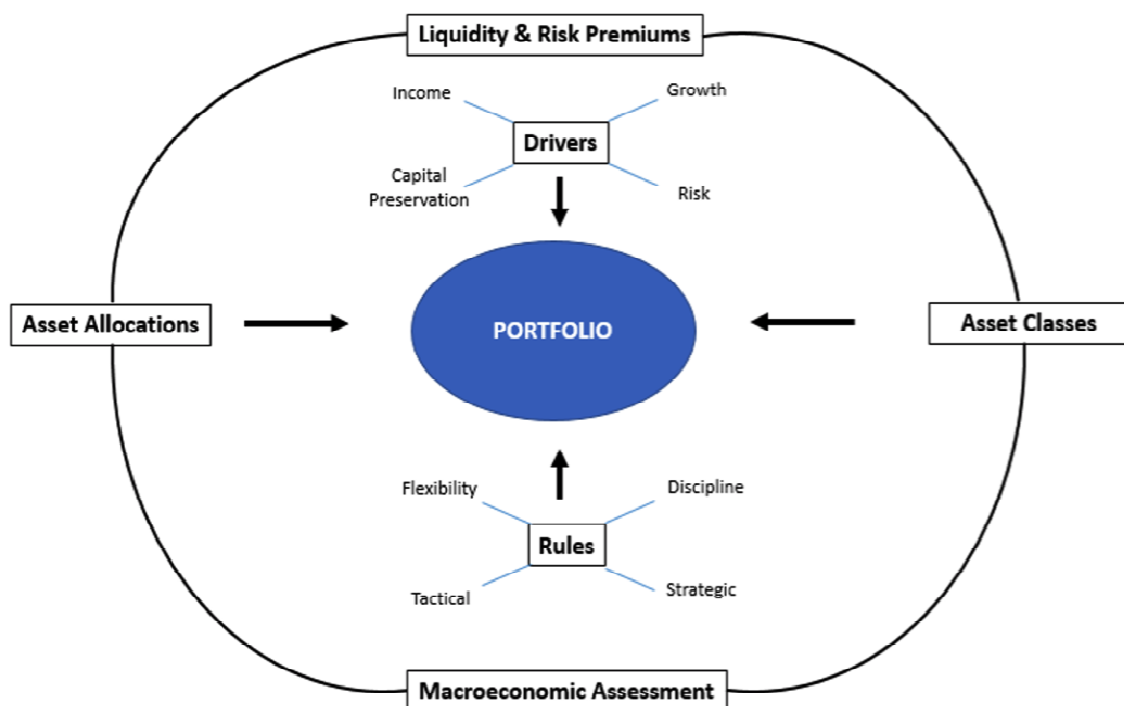 Liquidity & Risk Premiums
Income
Growth
Drivers
Capital
Preservation
Risk
Asset Allocations
PORTFOLIO
Asset Classes
Flexibility
Discipline
Rules
Tactical
Strategic
Macroeconomic Assessment